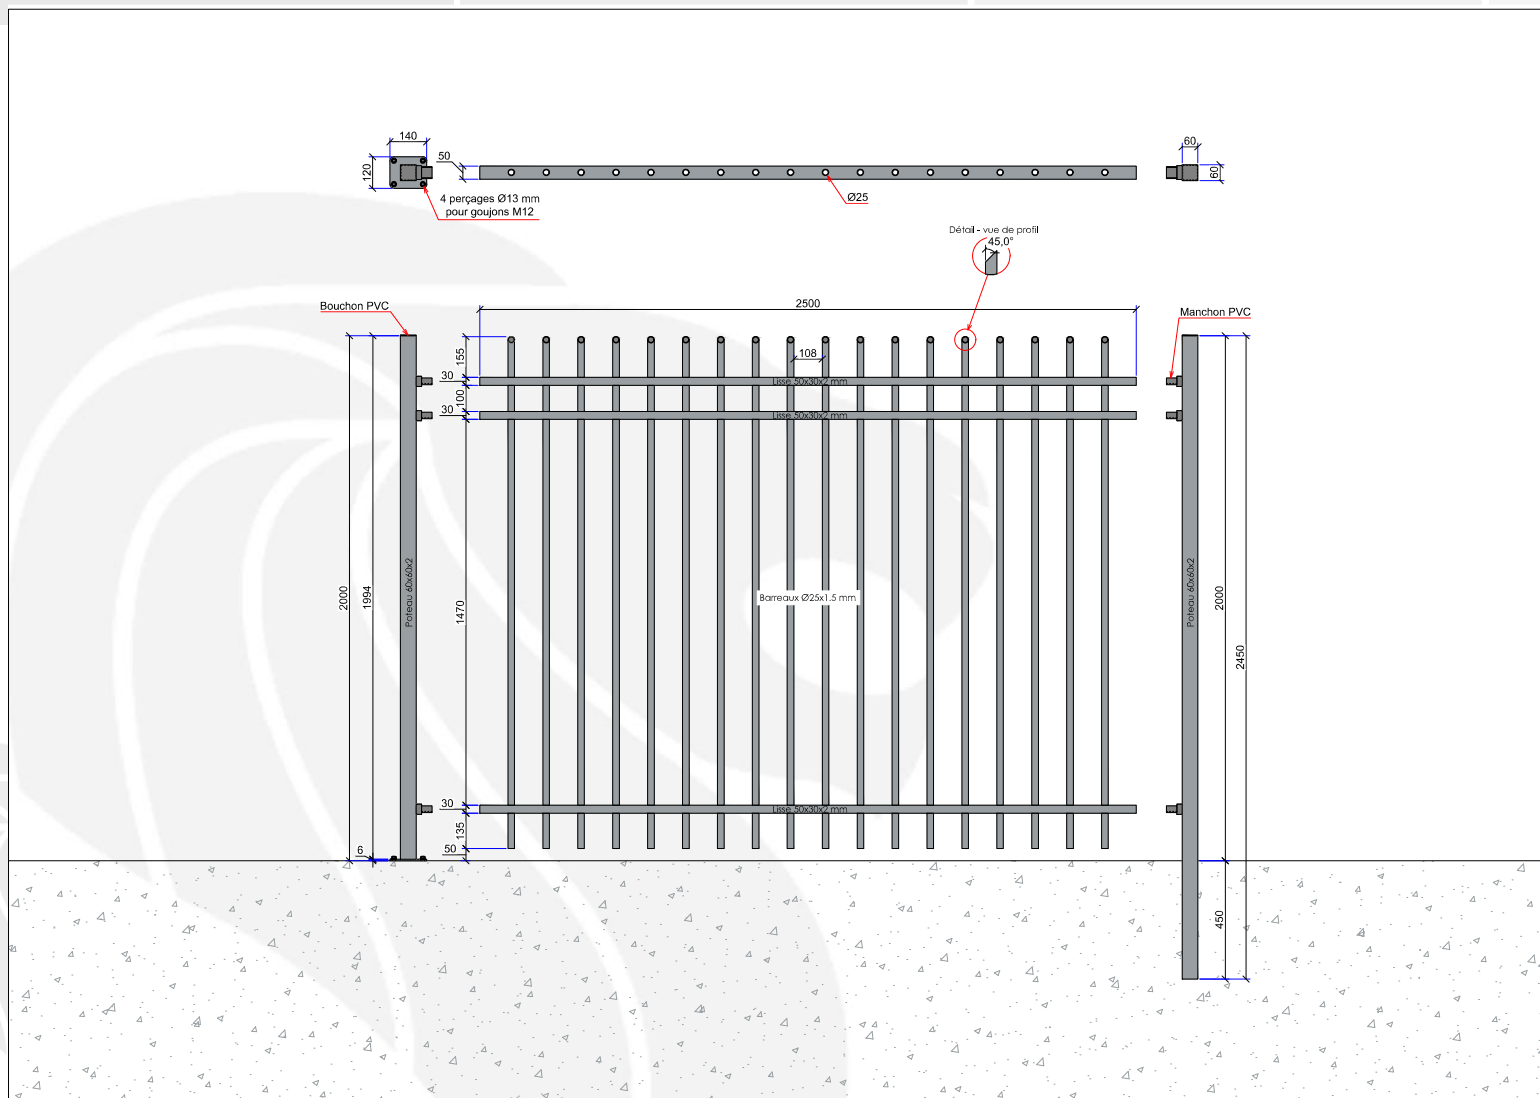 140
120
50
4 perçages Ø13 mm
pour goujons M12
Ø25
60
60
Détail - vue de profil
45,0°
Bouchon PVC
2500
Manchon PVC
155
108
30
Lisse 50x30x2 mm
100
30
Lisse 50x30x2 mm
2000
1994
Poteau 60x60x2
1470
Barreaux Ø25x1.5 mm
Poteau 60x60x2
2000
2450
30
Lisse 50x30x2 mm
135
6
50
450